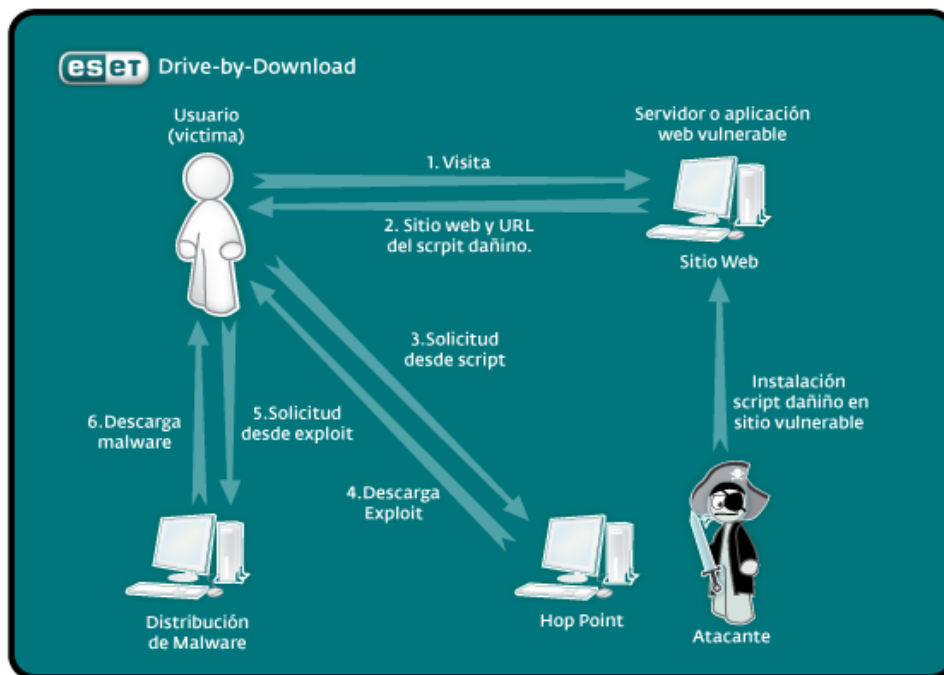 eset Drive-by-Download
Usuario
(victima)
Servidor o aplicación
web vulnerable
1. Visita
2. Sitio web y URL
del scrpit dañino.
Sitio Web
3.Solicitud
desde script
Instalación
script dañiño en
sitio vulnerable
6.Descarga
malware
5.Solicitud
desde exploit
4.Descarga
Exploit
Distribución
de Malware
Hop Point
Atacante